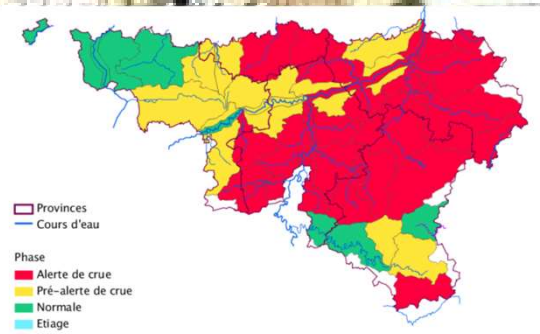 Provinces
Cours d'eau
Phase
Alerte de crue
Pré-alerte de crue
Normale
Etiage